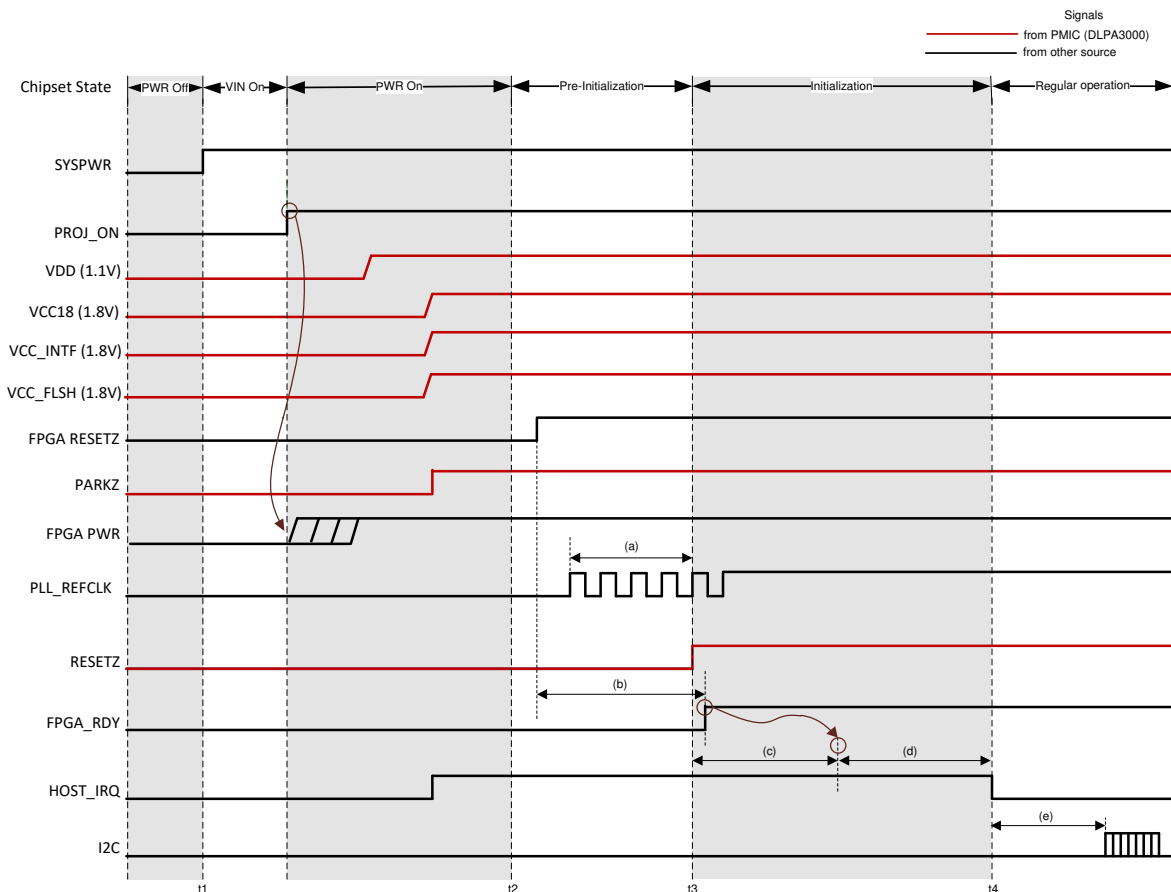 Signals
from PMIC (DLPA3000)
from other source
Chipset State
PWR Off
VIN On
PWR On
Pre-Initialization
Initialization
Regular operation
SYSPWR
PROJ_ON
VDD (1.1V)
VCC18 (1.8V)
VCC_INTF (1.8V)
VCC_FLSH (1.8V)
FPGA RESETZ
PARKZ
FPGA PWR
(a)
PLL_REFCLK
RESETZ
(b)
FPGA_RDY
(c)
(d)
HOST_IRQ
(e)
I2C
t1
t2
t3
t4